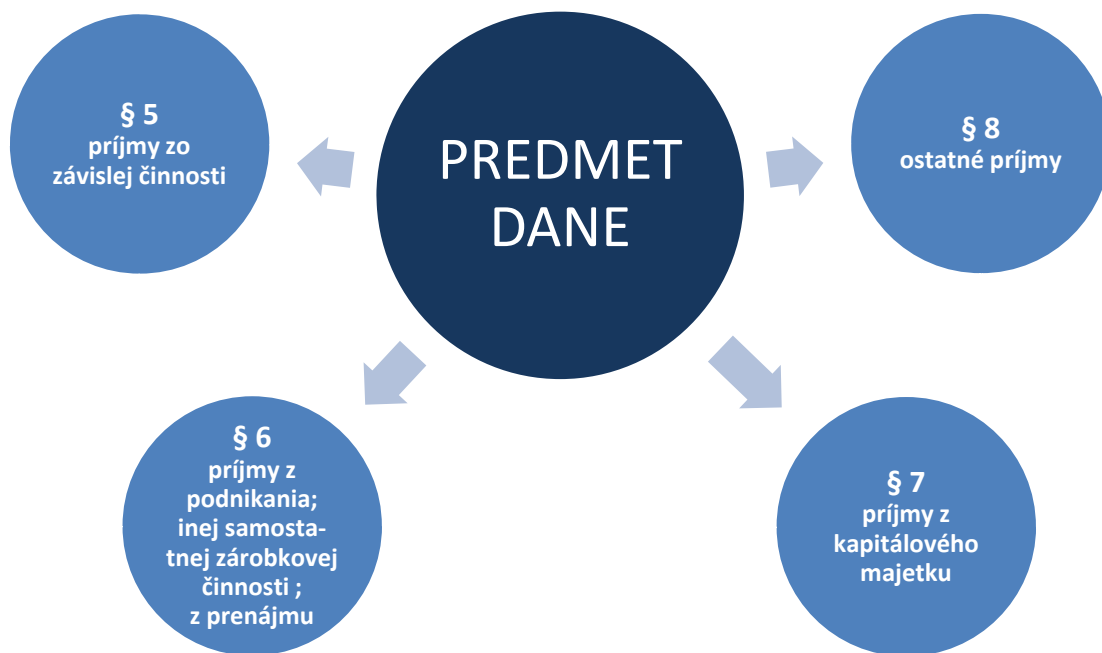 PREDMET
DANE
§ 5
príjmy zo
závislej činnosti
§ 8
ostatné príjmy
§ 6
príjmy z
podnikania;
inej samosta-
tnej zárobkovej
činnosti ;
z prenájmu
§ 7
príjmy z
kapitálového
majetku